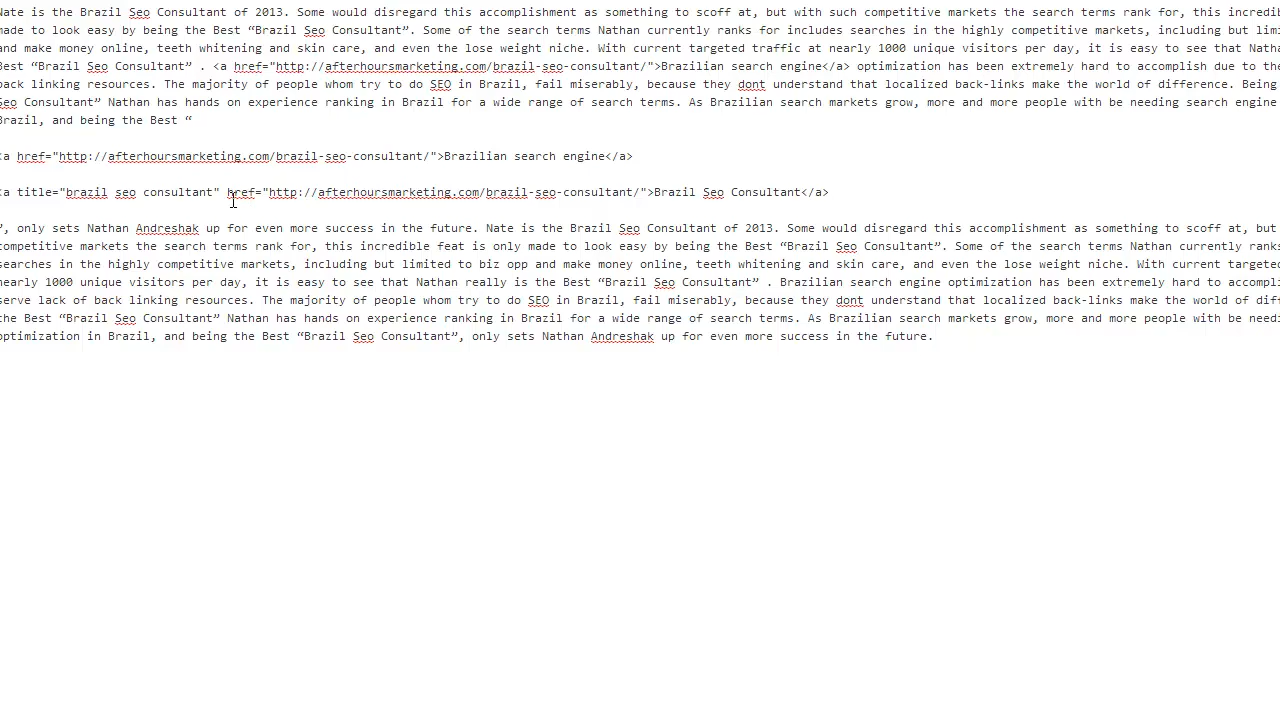 Nate is the Brazil Seo Consultant of 2013. Some would disregard this accomplishment as something to scoff at, but with such competitive markets the search terms rank for, this incredi
made to look easy by being the Best “Brazil Seo Consultant”. Some of the search terms Nathan currently ranks for includes searches in the highly competitive markets, including but limi
and make money online, teeth whitening and skin care, and even the lose weight niche. With current targeted traffic at nearly 1000 unique visitors per day, it is easy to see that Nath
Best “Brazil Seo Consultant” . <a href="http://afterhoursmarketing.com/brazil-seo-consultant/">Brazilian search engine</a> optimization has been extremely hard to accomplish due to the
back linking resources. The majority of people whom try to do SEO in Brazil, fail miserably, because they dont understand that localized back-links make the world of difference. Being
Seo Consultant” Nathan has hands on experience ranking in Brazil for a wide range of search terms. As Brazilian search markets grow, more and more people with be needing search engine
Brazil, and being the Best “
a href="http://afterhoursmarketing.com/brazil-seo-consultant/">Brazilian search engine</a>
a title="brazil seo consultant" href="http://afterhoursmarketing.com/brazil-seo-consultant/">Brazil Seo Consultant</a>
”, only sets Nathan Andreshak up for even more success in the future. Nate is the Brazil Seo Consultant of 2013. Some would disregard this accomplishment as something to scoff at, but
competitive markets the search terms rank for, this incredible feat is only made to look easy by being the Best “Brazil Seo Consultant”. Some of the search terms Nathan currently ranks
searches in the highly competitive markets, including but limited to biz opp and make money online, teeth whitening and skin care, and even the lose weight niche. With current targeted
nearly 1000 unique visitors per day, it is easy to see that Nathan really is the Best “Brazil Seo Consultant” . Brazilian search engine optimization has been extremely hard to accompli
serve lack of back linking resources. The majority of people whom try to do SEO in Brazil, fail miserably, because they dont understand that localized back-links make the world of diff
the Best “Brazil Seo Consultant” Nathan has hands on experience ranking in Brazil for a wide range of search terms. As Brazilian search markets grow, more and more people with be needi
optimization in Brazil, and being the Best “Brazil Seo Consultant”, only sets Nathan Andreshak up for even more success in the future.